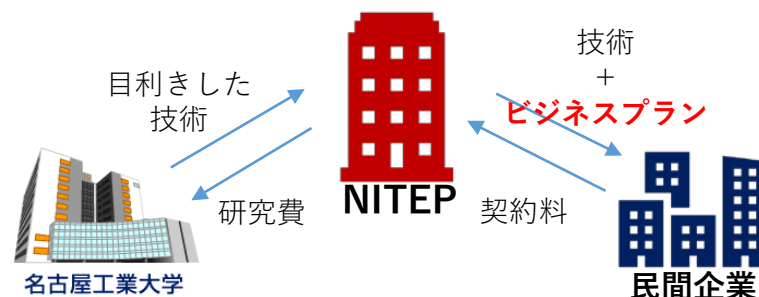 目利きした
技術
技術
+
ビジネスプラン
NITEP
研究費
契約料
名古屋工業大学
民間企業